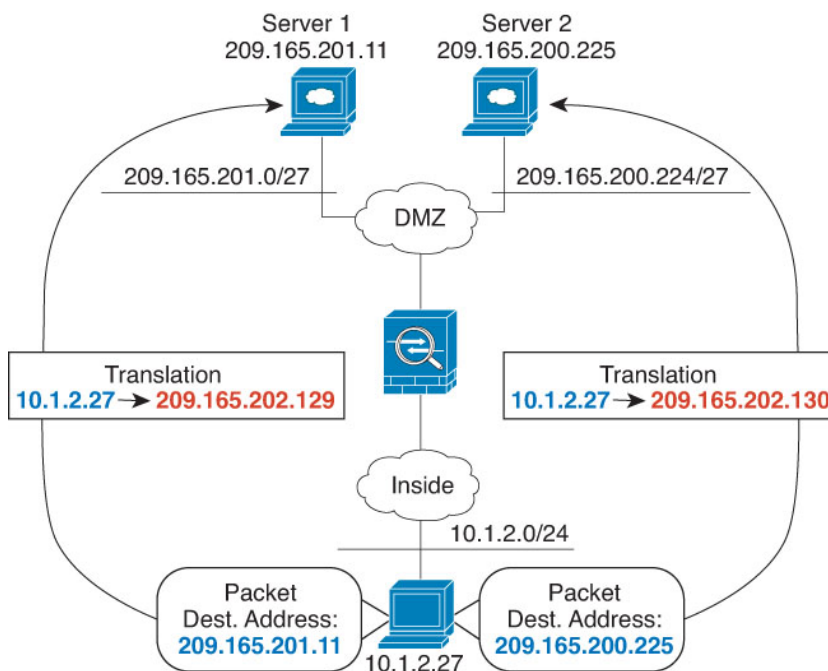 Server 1
209.165.201.11
Server 2
209.165.200.225
209.165.201.0/27
209.165.200.224/27
DMZ
Translation
10.1.2.27 → 209.165.202.129
Translation
10.1.2.27 → 209.165.202.130
Inside
10.1.2.0/24
Packet
Dest. Address:
209.165.201.11
Packet
Dest. Address:
209.165.200.225
10.1.2.27